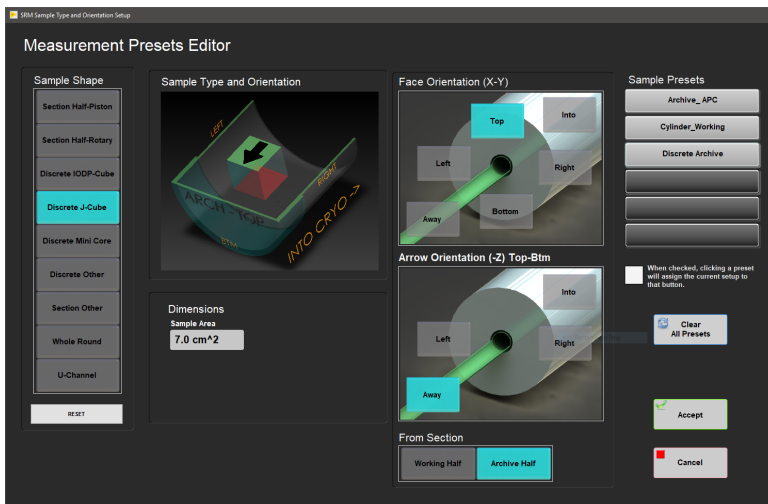 SRM Sample Type and Orientation Setup
Measurement Presets Editor
Sample Shape
Section Half-Piston
Section Half-Rotary
Discrete IODP-Cube
Discrete J-Cube
Discrete Mini Core
Discrete Other
Section Other
Whole Round
U-Channel
RESET
Sample Type and Orientation
LEFT
RIGHT
ARCH - TOP
BTM
INTO CRYO ->
Dimensions
Sample Area
7.0 cm^2
Face Orientation (X-Y)
Top
Into
Left
Right
Away
Bottom
Arrow Orientation (-Z) Top-Btm
Into
Left
Right
Away
From Section
Working Half
Archive Half
Sample Presets
Archive_ APC
Cylinder_Working
Discrete Archive
When checked, clicking a preset
will assign the current setup to
that button.
Clear
All Presets
Accept
Cancel